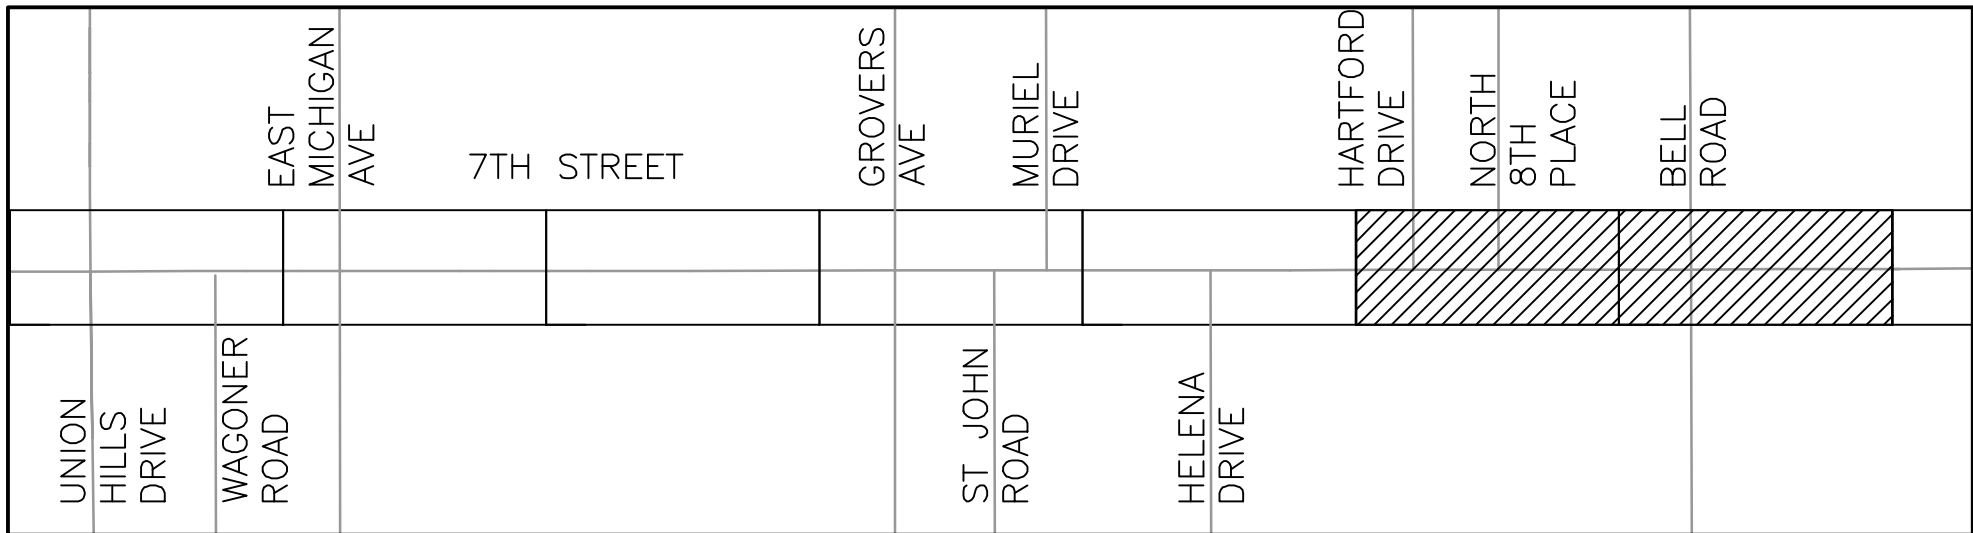 EAST
MICHIGAN
AVE
7TH STREET
GROVERS
AVE
MURIEL
DRIVE
HARTFORD
DRIVE
NORTH
8TH
PLACE
BELL
ROAD
UNION
HILLS
DRIVE
WAGONER
ROAD
ST JOHN
ROAD
HELENA
DRIVE